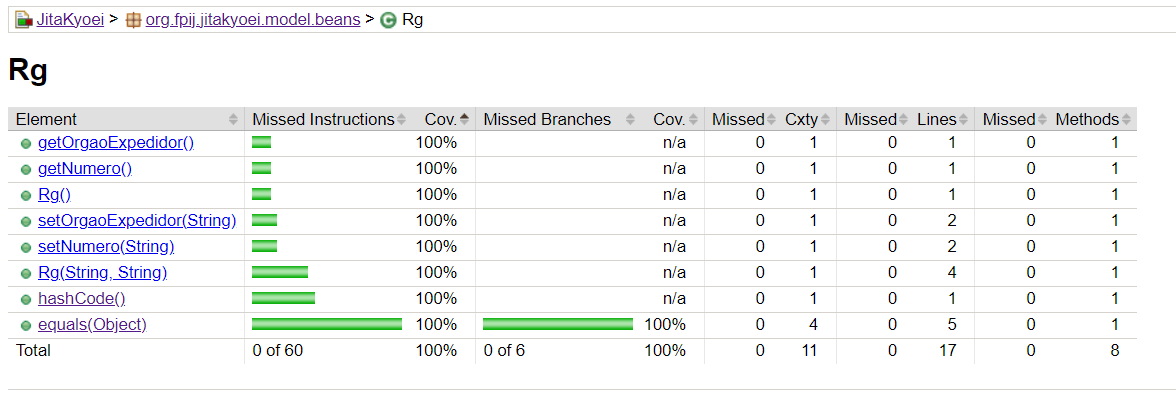 JitaKyoei > org.fpij.jitakyoei.model.beans > Rg
Rg
Element Missed Instructions Cov. Missed Branches Cov. Missed Cxty Missed Lines Missed Methods
getOrgaoExpedidor() 100% n/a 0 1 0 1 0 1
getNumero() 100% n/a 0 1 0 1 0 1
Rg() 100% n/a 0 1 0 1 0 1
setOrgaoExpedidor(String) 100% n/a 0 1 0 2 0 1
setNumero(String) 100% n/a 0 1 0 2 0 1
Rg(String, String) 100% n/a 0 1 0 4 0 1
hashCode() 100% n/a 0 1 0 1 0 1
equals(Object) 100% 100% 0 4 0 5 0 1
Total 0 of 60 100% 0 of 6 100% 0 11 0 17 0 8